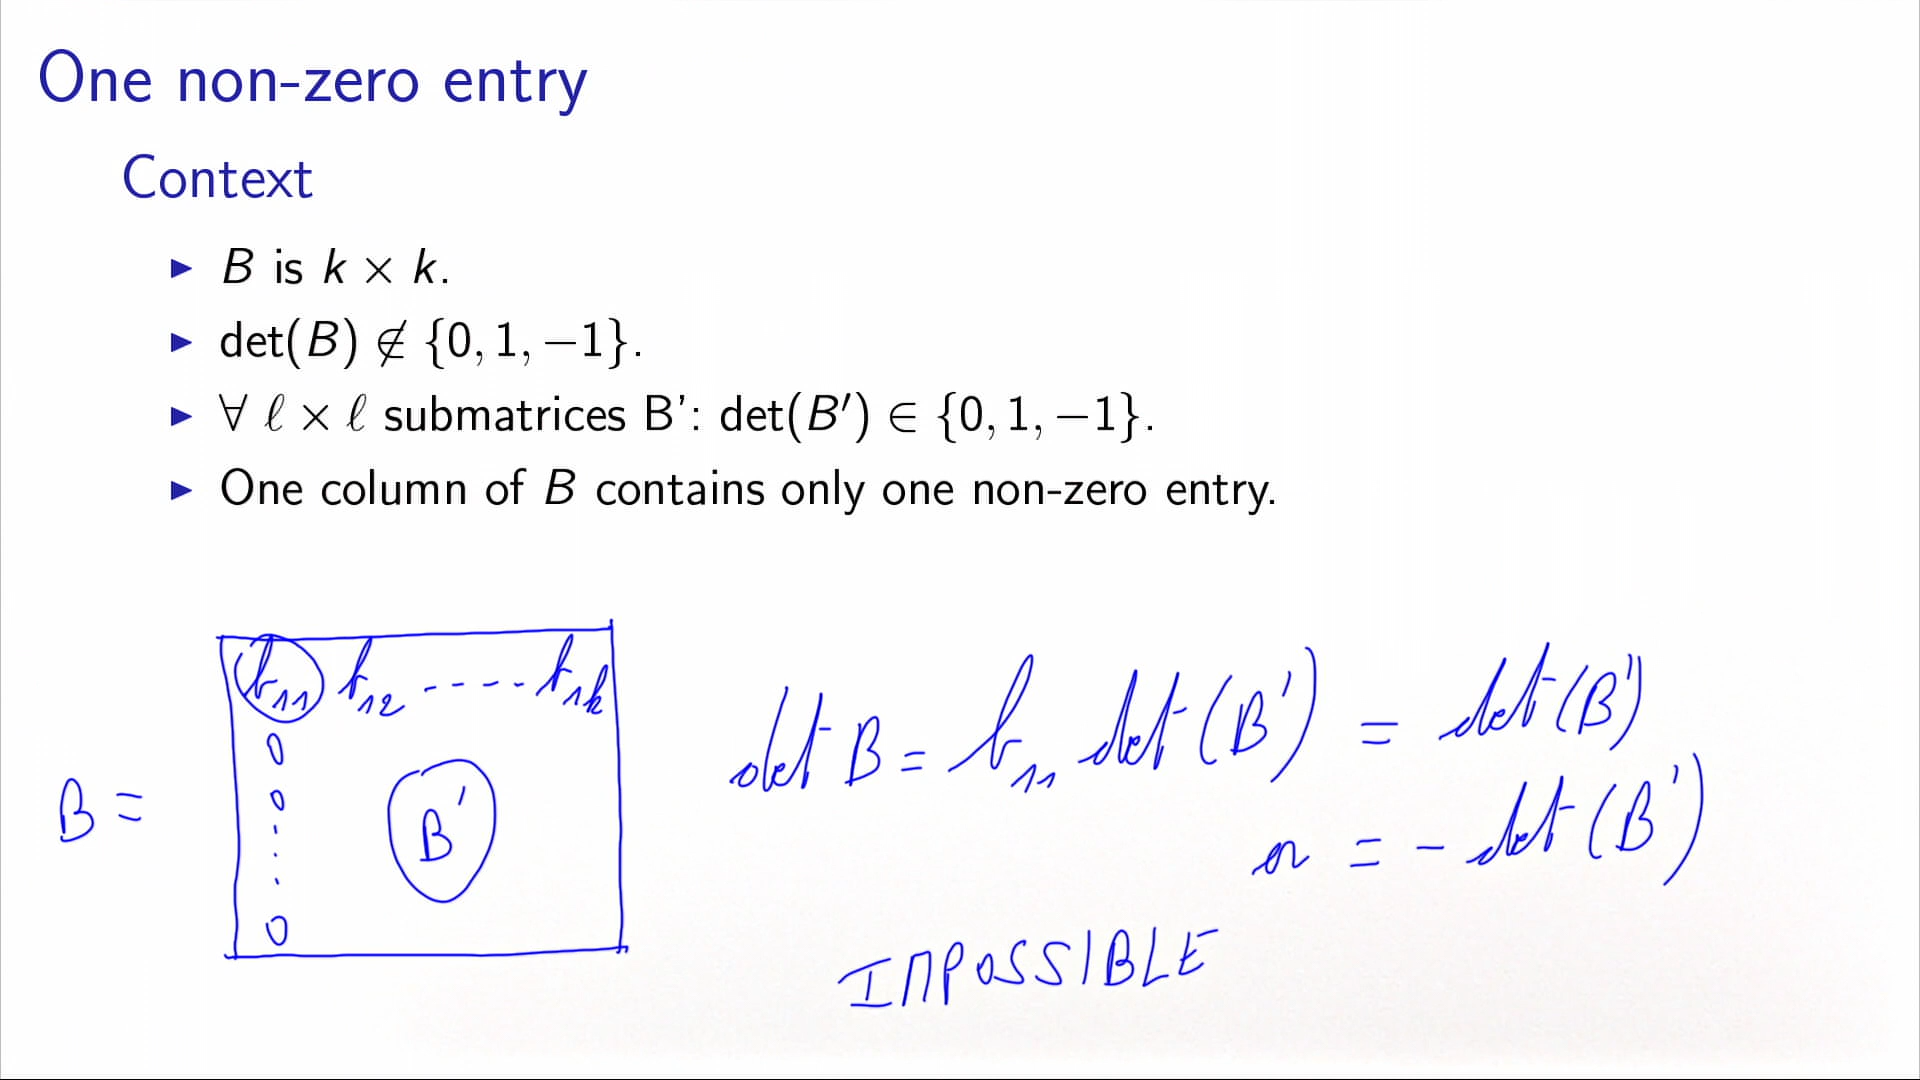 One non-zero entry
Context
▶ B is k × k.
▶ det(B) ∉ {0, 1, −1}.
▶ ∀ ℓ × ℓ submatrices B': det(B′) ∈ {0, 1, −1}.
▶ One column of B contains only one non-zero entry.
b₁₁ b₁₂ ---- b₁ₖ
0
0
B =
B'
0
det B = b₁₁ det (B') = det (B')
or = - det (B')
IMPOSSIBLE